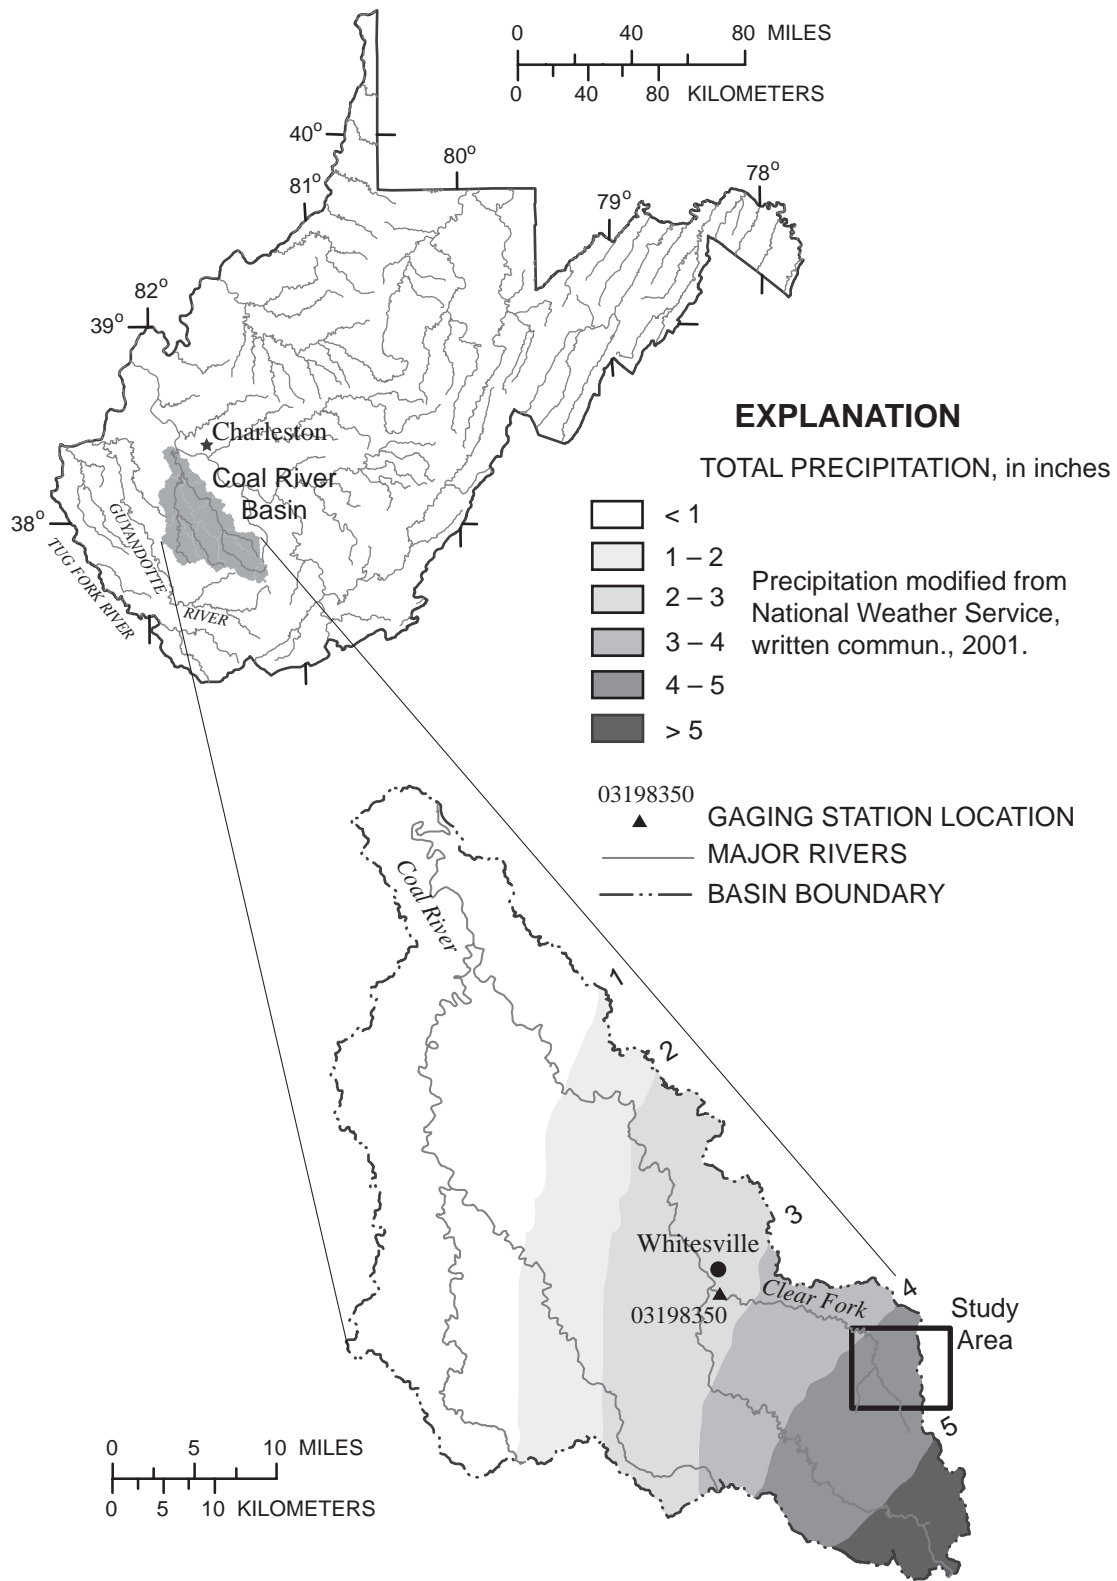 0 40 80 MILES
0 40 80 KILOMETERS
40°
80°
81°
78°
79°
82°
39°
Charleston
Coal River
Basin
38°
GUYANDOTTE
RIVER
TUG FORK RIVER
EXPLANATION
TOTAL PRECIPITATION, in inches
< 1
1 – 2
2 – 3
3 – 4
4 – 5
> 5
Precipitation modified from
National Weather Service,
written commun., 2001.
03198350
GAGING STATION LOCATION
MAJOR RIVERS
BASIN BOUNDARY
Coal River
1
2
3
Whitesville
03198350
Clear Fork
4
Study
Area
5
0 5 10 MILES
0 5 10 KILOMETERS